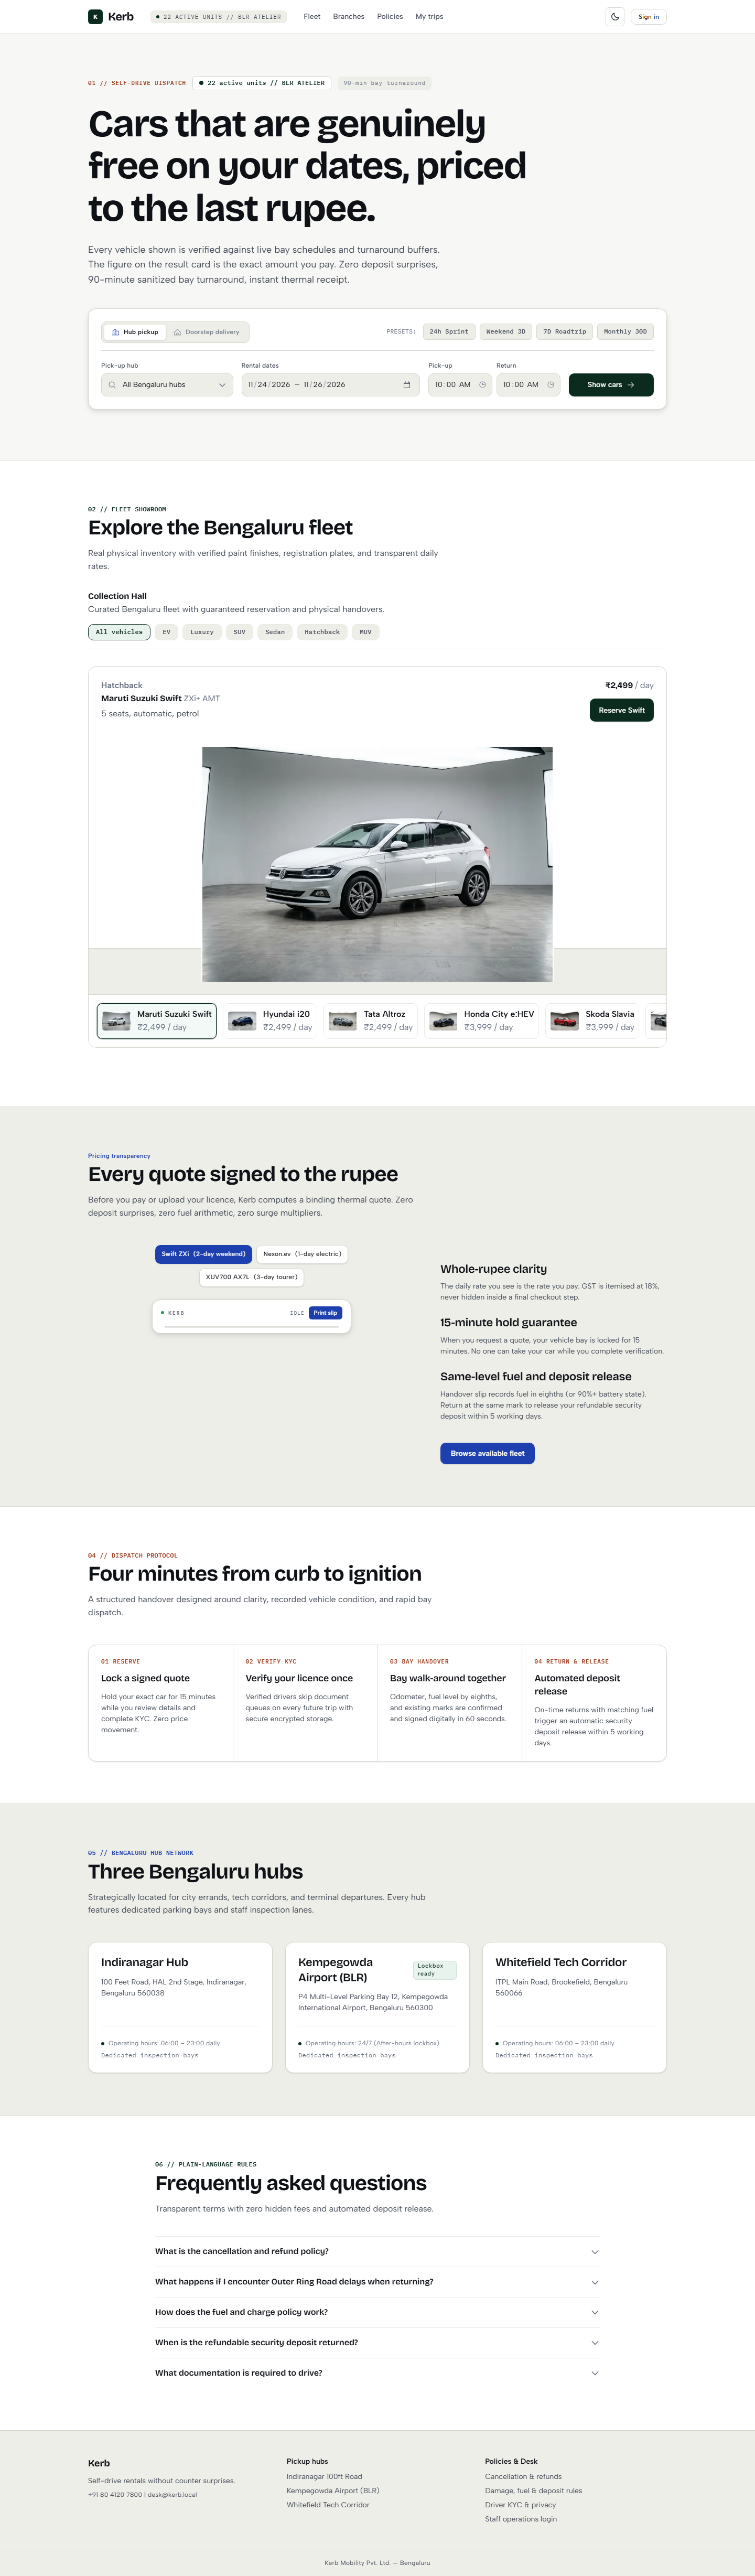 K Kerb 22 ACTIVE UNITS // BLR ATELIER Fleet Branches Policies My trips Sign in
01 // SELF-DRIVE DISPATCH 22 active units // BLR ATELIER 90-min bay turnaround
Cars that are genuinely
free on your dates, priced
to the last rupee.
Every vehicle shown is verified against live bay schedules and turnaround buffers.
The figure on the result card is the exact amount you pay. Zero deposit surprises,
90-minute sanitized bay turnaround, instant thermal receipt.
Hub pickup Doorstep delivery PRESETS: 24h Sprint Weekend 3D 7D Roadtrip Monthly 30D
Pick-up hub Rental dates Pick-up Return
All Bengaluru hubs 11/24/2026 — 11/26/2026 10:00 AM 10:00 AM Show cars →
02 // FLEET SHOWROOM
Explore the Bengaluru fleet
Real physical inventory with verified paint finishes, registration plates, and transparent daily
rates.
Collection Hall
Curated Bengaluru fleet with guaranteed reservation and physical handovers.
All vehicles EV Luxury SUV Sedan Hatchback MUV
Hatchback ₹2,499 / day
Maruti Suzuki Swift ZXi+ AMT
5 seats, automatic, petrol Reserve Swift
Maruti Suzuki Swift Hyundai i20 Tata Altroz Honda City e:HEV Skoda Slavia
₹2,499 / day ₹2,499 / day ₹2,499 / day ₹3,999 / day ₹3,999 / day
Pricing transparency
Every quote signed to the rupee
Before you pay or upload your licence, Kerb computes a binding thermal quote. Zero
deposit surprises, zero fuel arithmetic, zero surge multipliers.
Swift ZXi (2-day weekend) Nexon.ev (1-day electric)
XUV700 AX7L (3-day tourer)
KERB IDLE Print slip
Whole-rupee clarity
The daily rate you see is the rate you pay. GST is itemised at 18%,
never hidden inside a final checkout step.
15-minute hold guarantee
When you request a quote, your vehicle bay is locked for 15
minutes. No one can take your car while you complete verification.
Same-level fuel and deposit release
Handover slip records fuel in eighths (or 90%+ battery state).
Return at the same mark to release your refundable security
deposit within 5 working days.
Browse available fleet
04 // DISPATCH PROTOCOL
Four minutes from curb to ignition
A structured handover designed around clarity, recorded vehicle condition, and rapid bay
dispatch.
01 RESERVE
Lock a signed quote
Hold your exact car for 15 minutes
while you review details and
complete KYC. Zero price
movement.
02 VERIFY KYC
Verify your licence once
Verified drivers skip document
queues on every future trip with
secure encrypted storage.
03 BAY HANDOVER
Bay walk-around together
Odometer, fuel level by eighths,
and existing marks are confirmed
and signed digitally in 60 seconds.
04 RETURN & RELEASE
Automated deposit
release
On-time returns with matching fuel
trigger an automatic security
deposit release within 5 working
days.
05 // BENGALURU HUB NETWORK
Three Bengaluru hubs
Strategically located for city errands, tech corridors, and terminal departures. Every hub
features dedicated parking bays and staff inspection lanes.
Indiranagar Hub
100 Feet Road, HAL 2nd Stage, Indiranagar,
Bengaluru 560038
Operating hours: 06:00 – 23:00 daily
Dedicated inspection bays
Kempegowda
Airport (BLR)
Lockbox
ready
P4 Multi-Level Parking Bay 12, Kempegowda
International Airport, Bengaluru 560300
Operating hours: 24/7 (After-hours lockbox)
Dedicated inspection bays
Whitefield Tech Corridor
ITPL Main Road, Brookefield, Bengaluru
560066
Operating hours: 06:00 – 23:00 daily
Dedicated inspection bays
06 // PLAIN-LANGUAGE RULES
Frequently asked questions
Transparent terms with zero hidden fees and automated deposit release.
What is the cancellation and refund policy?
What happens if I encounter Outer Ring Road delays when returning?
How does the fuel and charge policy work?
When is the refundable security deposit returned?
What documentation is required to drive?
Kerb
Self-drive rentals without counter surprises.
+91 80 4120 7800 | desk@kerb.local
Pickup hubs
Indiranagar 100ft Road
Kempegowda Airport (BLR)
Whitefield Tech Corridor
Policies & Desk
Cancellation & refunds
Damage, fuel & deposit rules
Driver KYC & privacy
Staff operations login
Kerb Mobility Pvt. Ltd. — Bengaluru